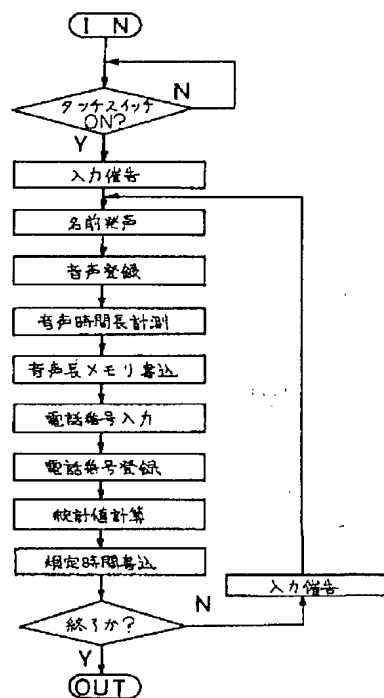 IN
タッチスイッチ
ON?
N
Y
入力催告
名前発声
音声登録
音声時間長計測
音声長メモリ書込
電話番号入力
電話番号登録
統計値計算
規定時間書込
入力催告
終了か?
N
Y
OUT